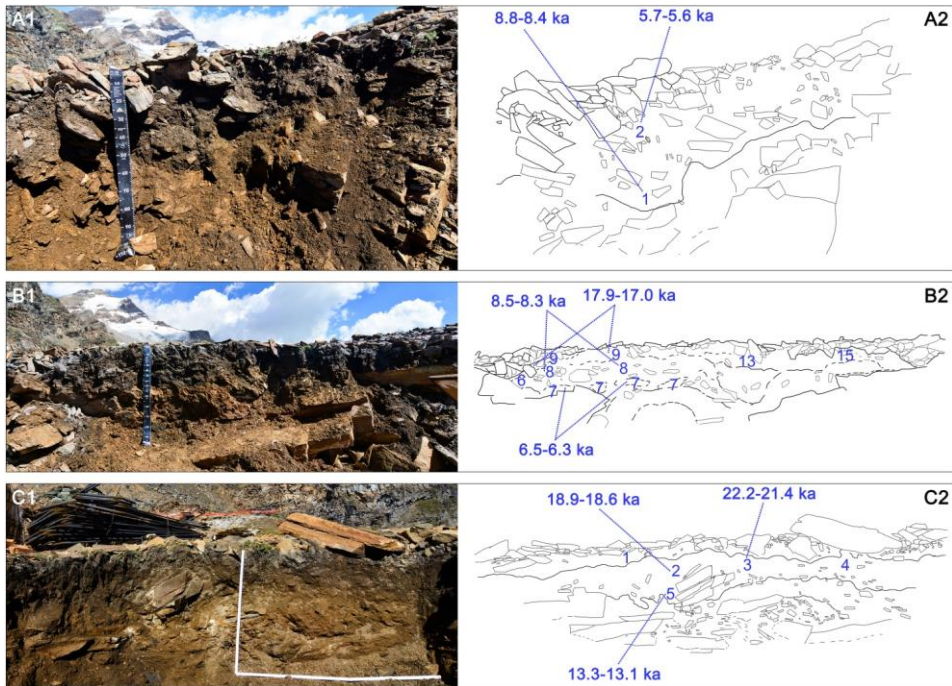 A1
8.8-8.4 ka
5.7-5.6 ka
A2
2
1
B1
8.5-8.3 ka
17.9-17.0 ka
B2
9
9
13
15
6
8
8
7
7
7
7
6.5-6.3 ka
C1
18.9-18.6 ka
22.2-21.4 ka
C2
1
2
3
4
5
13.3-13.1 ka